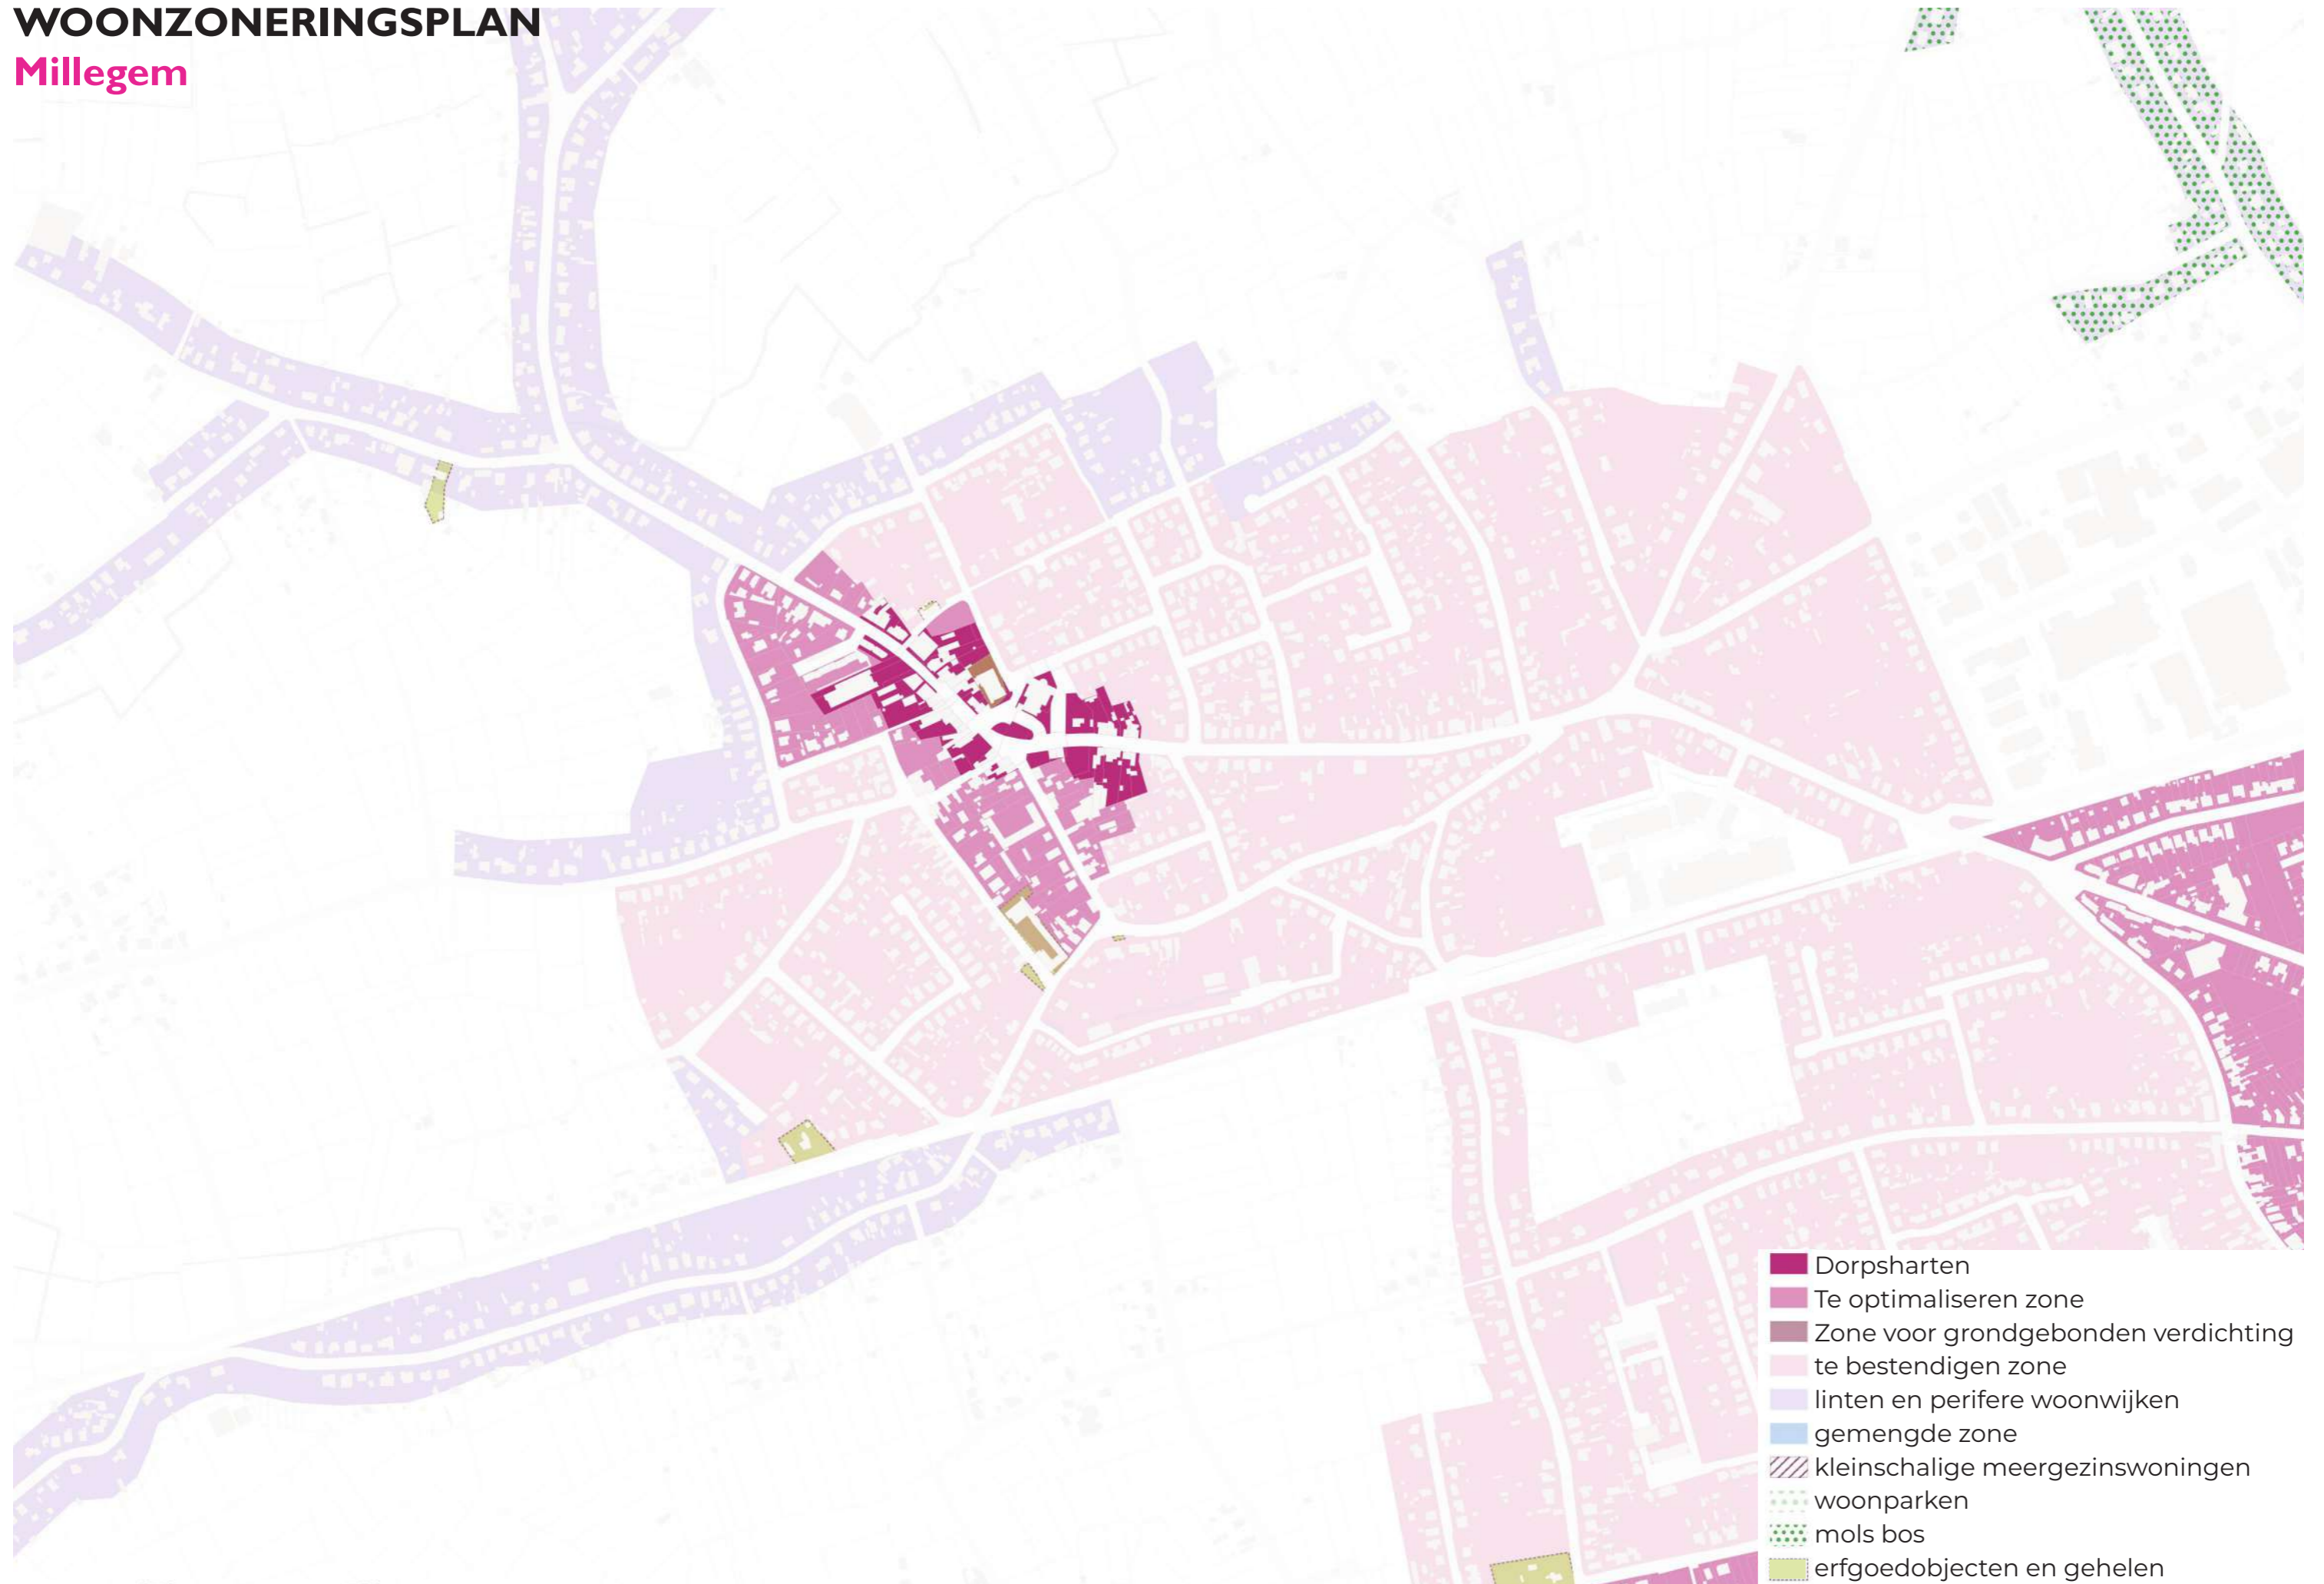 WOONZONERINGSPLAN
Millegem
Dorpsharten
Te optimaliseren zone
Zone voor grondgebonden verdichting
te bestendigen zone
linten en perifere woonwijken
gemengde zone
kleinschalige meergezinswoningen
woonparken
mols bos
erfgoedobjecten en gehelen